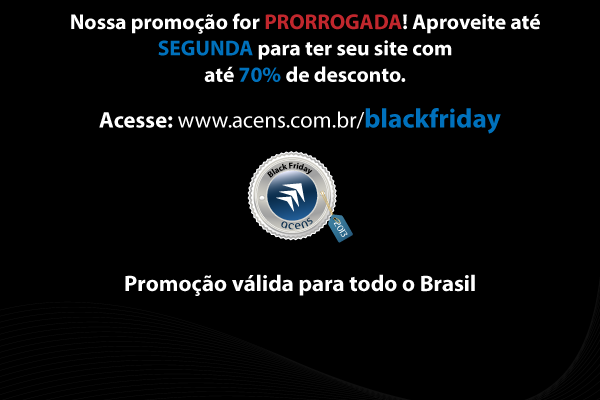 Nossa promoção for PRORROGADA! Aproveite até
SEGUNDA para ter seu site com
até 70% de desconto.
Acesse: www.acens.com.br/blackfriday
Black Friday
acens
2013
Promoção válida para todo o Brasil